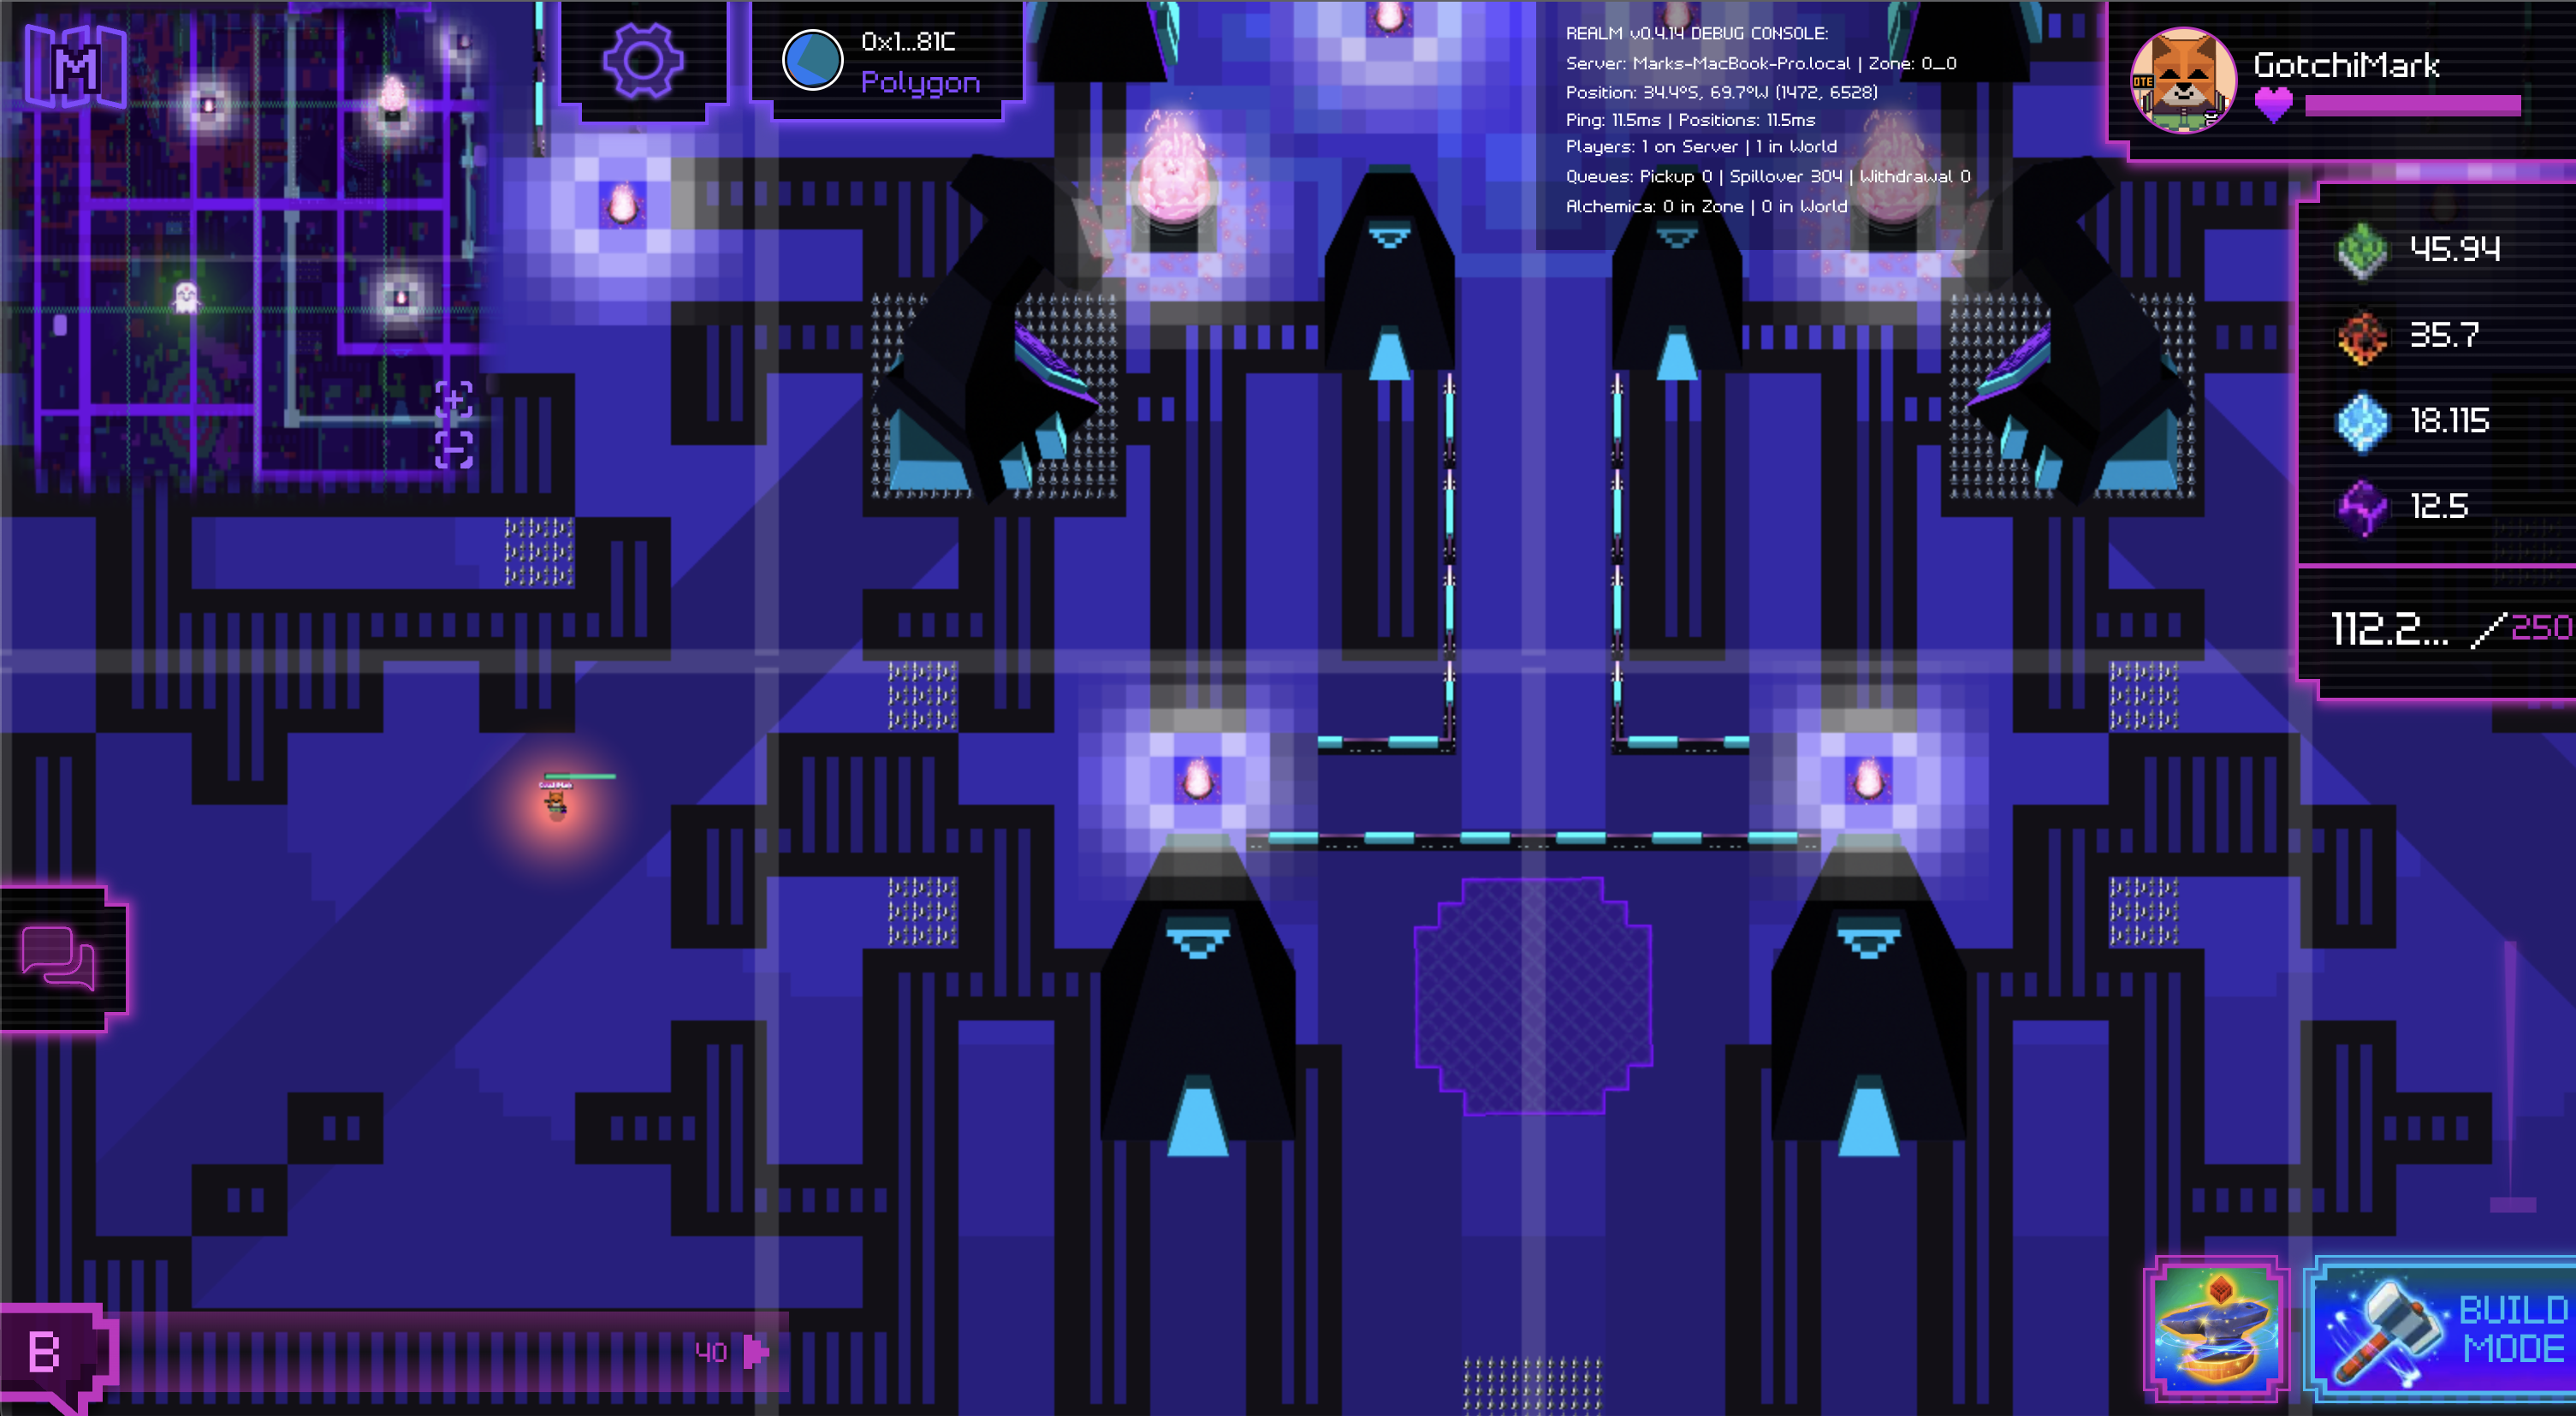 M
0x1...81C
Polygon
REALM v0.4.14 DEBUG CONSOLE:
Server: Marks-MacBook-Pro.local | Zone: 0_0
Position: 34.4°S, 69.7°W (1472, 6528)
Ping: 11.5ms | Positions: 11.5ms
Players: 1 on Server | 1 in World
Queues: Pickup 0 | Spillover 304 | Withdrawal 0
Alchemica: 0 in Zone | 0 in World
OTE
GotchiMark
45.94
35.7
18.115
12.5
112.2... /250
B
40
BUILD
MODE